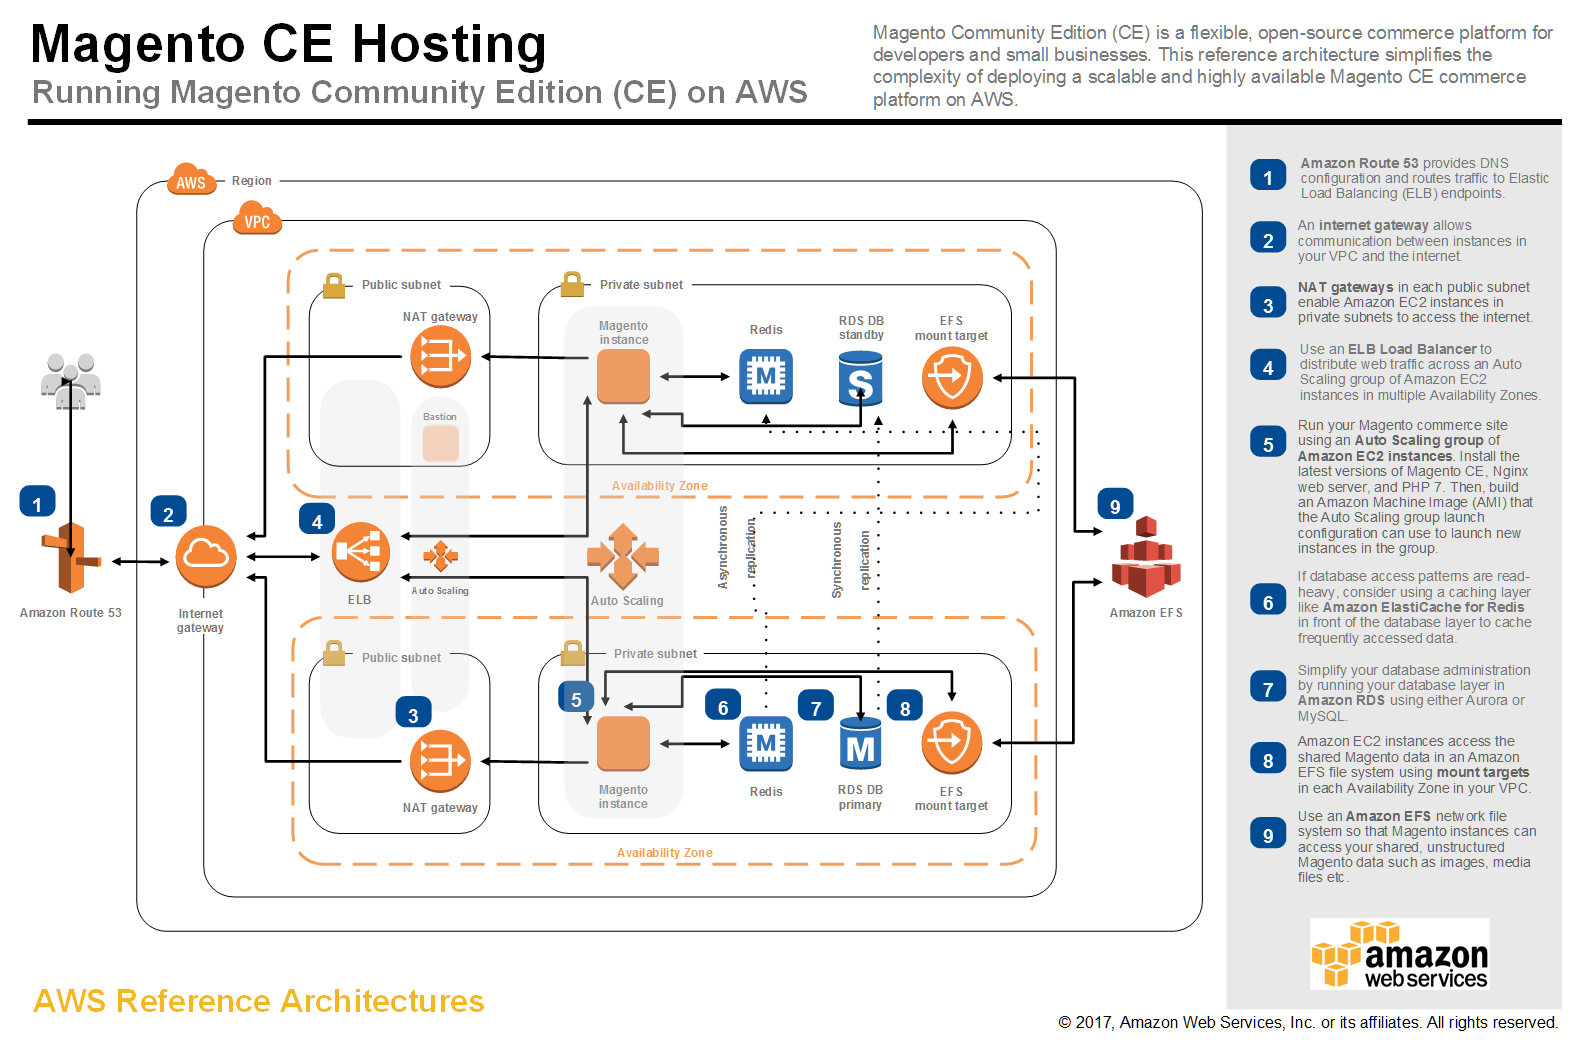 Magento CE Hosting
Running Magento Community Edition (CE) on AWS
Magento Community Edition (CE) is a flexible, open-source commerce platform for
developers and small businesses. This reference architecture simplifies the
complexity of deploying a scalable and highly available Magento CE commerce
platform on AWS.
AWS
Region
VPC
Public subnet
NAT gateway
Bastion
Private subnet
Magento
instance
Redis
RDS DB
standby
M
S
EFS
mount target
Availability Zone
1
Amazon Route 53
2
Internet
gateway
4
ELB
Auto Scaling
Auto Scaling
Asynchronous
replication
Synchronous
replication
9
Amazon EFS
Public subnet
3
NAT gateway
Private subnet
5
6
7
8
M
M
Magento
instance
Redis
RDS DB
primary
EFS
mount target
Availability Zone
1
Amazon Route 53 provides DNS
configuration and routes traffic to Elastic
Load Balancing (ELB) endpoints.
2
An internet gateway allows
communication between instances in
your VPC and the internet.
3
NAT gateways in each public subnet
enable Amazon EC2 instances in
private subnets to access the internet.
4
Use an ELB Load Balancer to
distribute web traffic across an Auto
Scaling group of Amazon EC2
instances in multiple Availability Zones.
5
Run your Magento commerce site
using an Auto Scaling group of
Amazon EC2 instances. Install the
latest versions of Magento CE, Nginx
web server, and PHP 7. Then, build
an Amazon Machine Image (AMI) that
the Auto Scaling group launch
configuration can use to launch new
instances in the group.
6
If database access patterns are read-
heavy, consider using a caching layer
like Amazon ElastiCache for Redis
in front of the database layer to cache
frequently accessed data.
7
Simplify your database administration
by running your database layer in
Amazon RDS using either Aurora or
MySQL.
8
Amazon EC2 instances access the
shared Magento data in an Amazon
EFS file system using mount targets
in each Availability Zone in your VPC.
9
Use an Amazon EFS network file
system so that Magento instances can
access your shared, unstructured
Magento data such as images, media
files etc.
amazon
web services
AWS Reference Architectures
© 2017, Amazon Web Services, Inc. or its affiliates. All rights reserved.